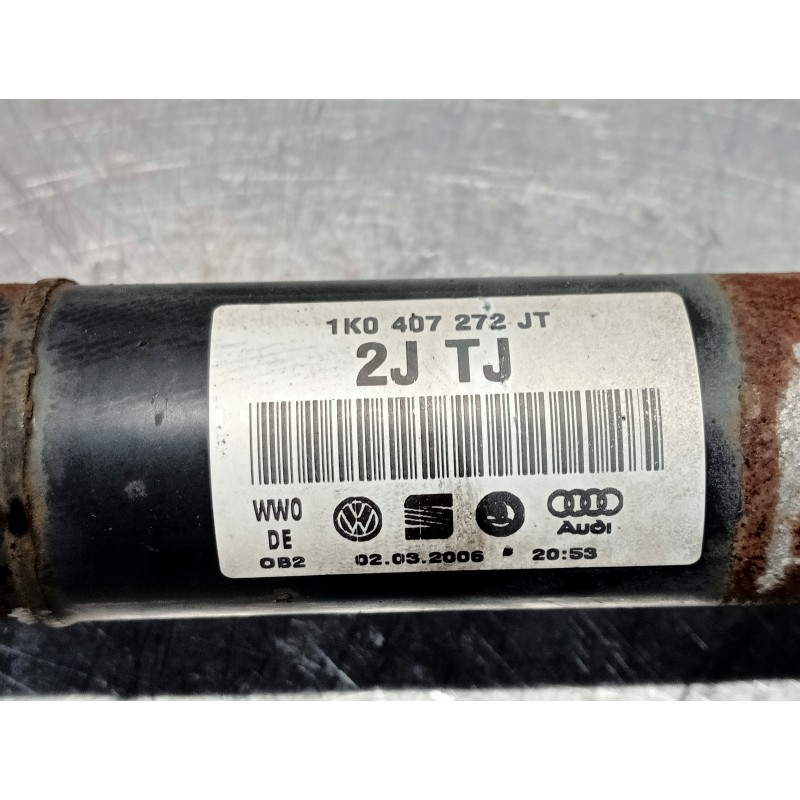 1K0 407 272 JT
2J TJ
WWO
DE
OB2
Audi
02.03.2006 * 20:53